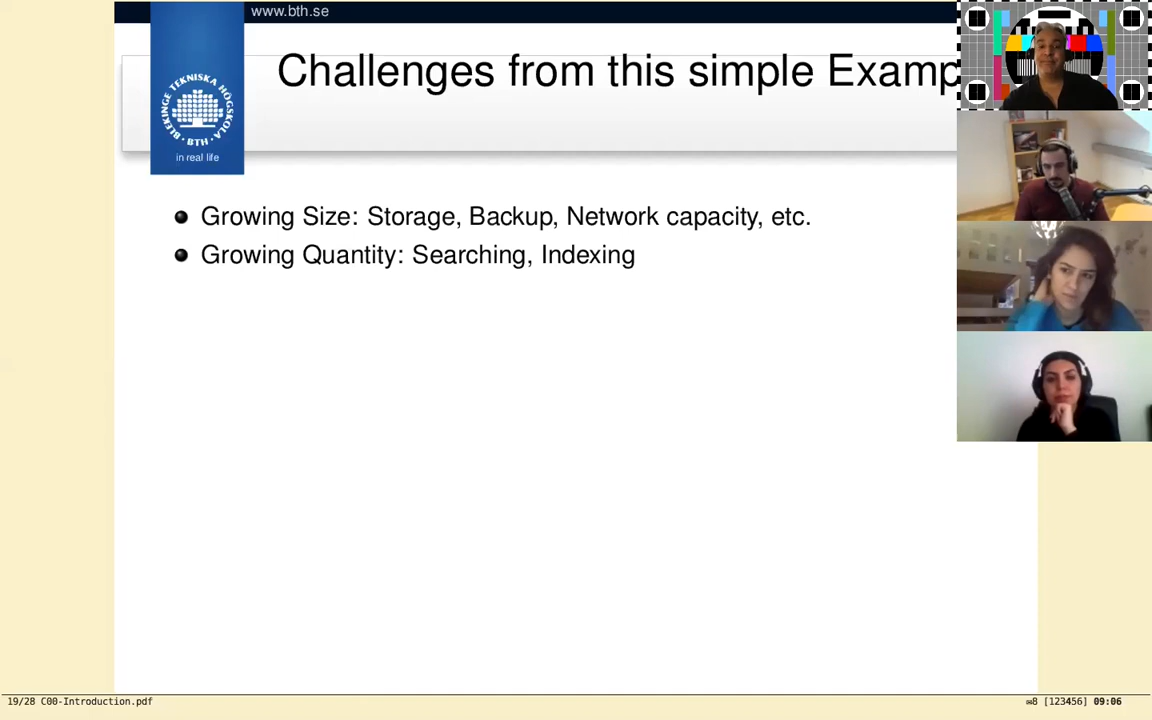 www.bth.se
Challenges from this simple Examp
BLEKINGE TEKNISKA HÖGSKOLA
· BTH ·
in real life
Growing Size: Storage, Backup, Network capacity, etc.
Growing Quantity: Searching, Indexing
19/28 C00-Introduction.pdf
✉8 [123456] 09:06